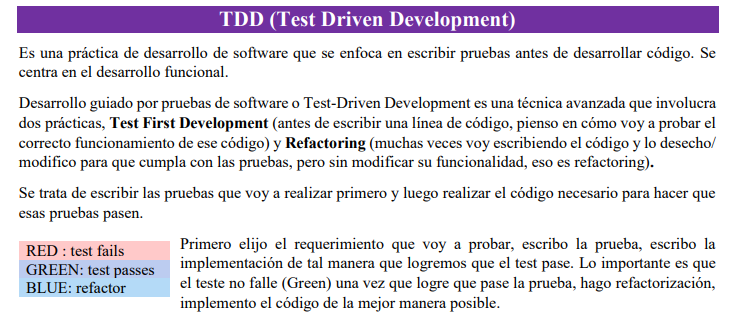 TDD (Test Driven Development)
Es una práctica de desarrollo de software que se enfoca en escribir pruebas antes de desarrollar código. Se
centra en el desarrollo funcional.
Desarrollo guiado por pruebas de software o Test-Driven Development es una técnica avanzada que involucra
dos prácticas, Test First Development (antes de escribir una línea de código, pienso en cómo voy a probar el
correcto funcionamiento de ese código) y Refactoring (muchas veces voy escribiendo el código y lo desecho/
modifico para que cumpla con las pruebas, pero sin modificar su funcionalidad, eso es refactoring).
Se trata de escribir las pruebas que voy a realizar primero y luego realizar el código necesario para hacer que
esas pruebas pasen.
RED : test fails
GREEN: test passes
BLUE: refactor
Primero elijo el requerimiento que voy a probar, escribo la prueba, escribo la
implementación de tal manera que logremos que el test pase. Lo importante es que
el teste no falle (Green) una vez que logre que pase la prueba, hago refactorización,
implemento el código de la mejor manera posible.